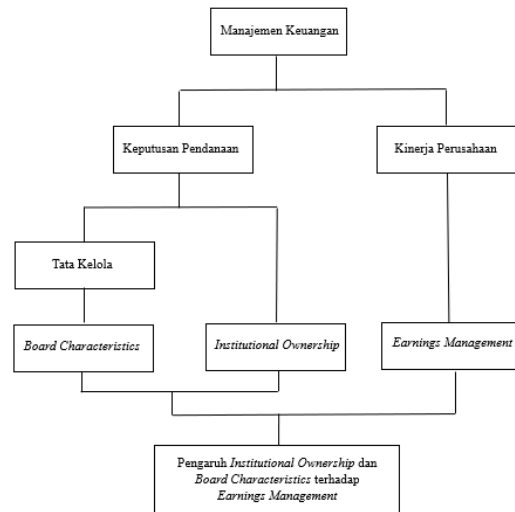 Manajemen Keuangan
Keputusan Pendanaan
Kinerja Perusahaan
Tata Kelola
Board Characteristics
Institutional Ownership
Earnings Management
Pengaruh Institutional Ownership dan
Board Characteristics terhadap
Earnings Management